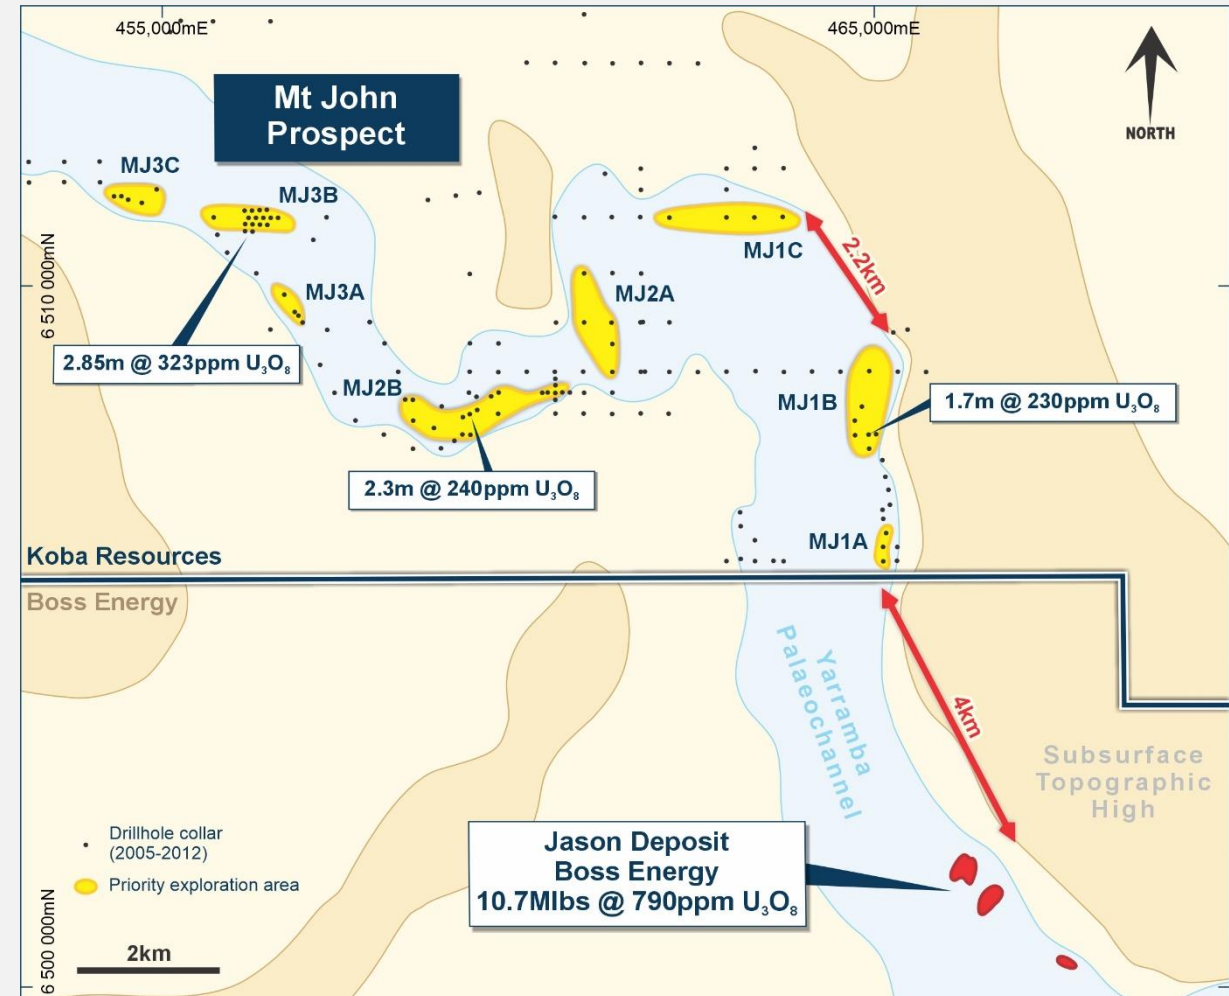 455,000mE
465,000mE
Mt John
Prospect
NORTH
MJ3C
MJ3B
MJ1C
2.2km
6 510 000mN
MJ3A
MJ2A
2.85m @ 323ppm U₃O₈
MJ2B
MJ1B
1.7m @ 230ppm U₃O₈
2.3m @ 240ppm U₃O₈
MJ1A
Koba Resources
Boss Energy
Yarramba
Palaeochannel
4km
Subsurface
Topographic
High
Drillhole collar
(2005-2012)
Priority exploration area
Jason Deposit
Boss Energy
10.7Mlbs @ 790ppm U₃O₈
2km
6 500 000mN